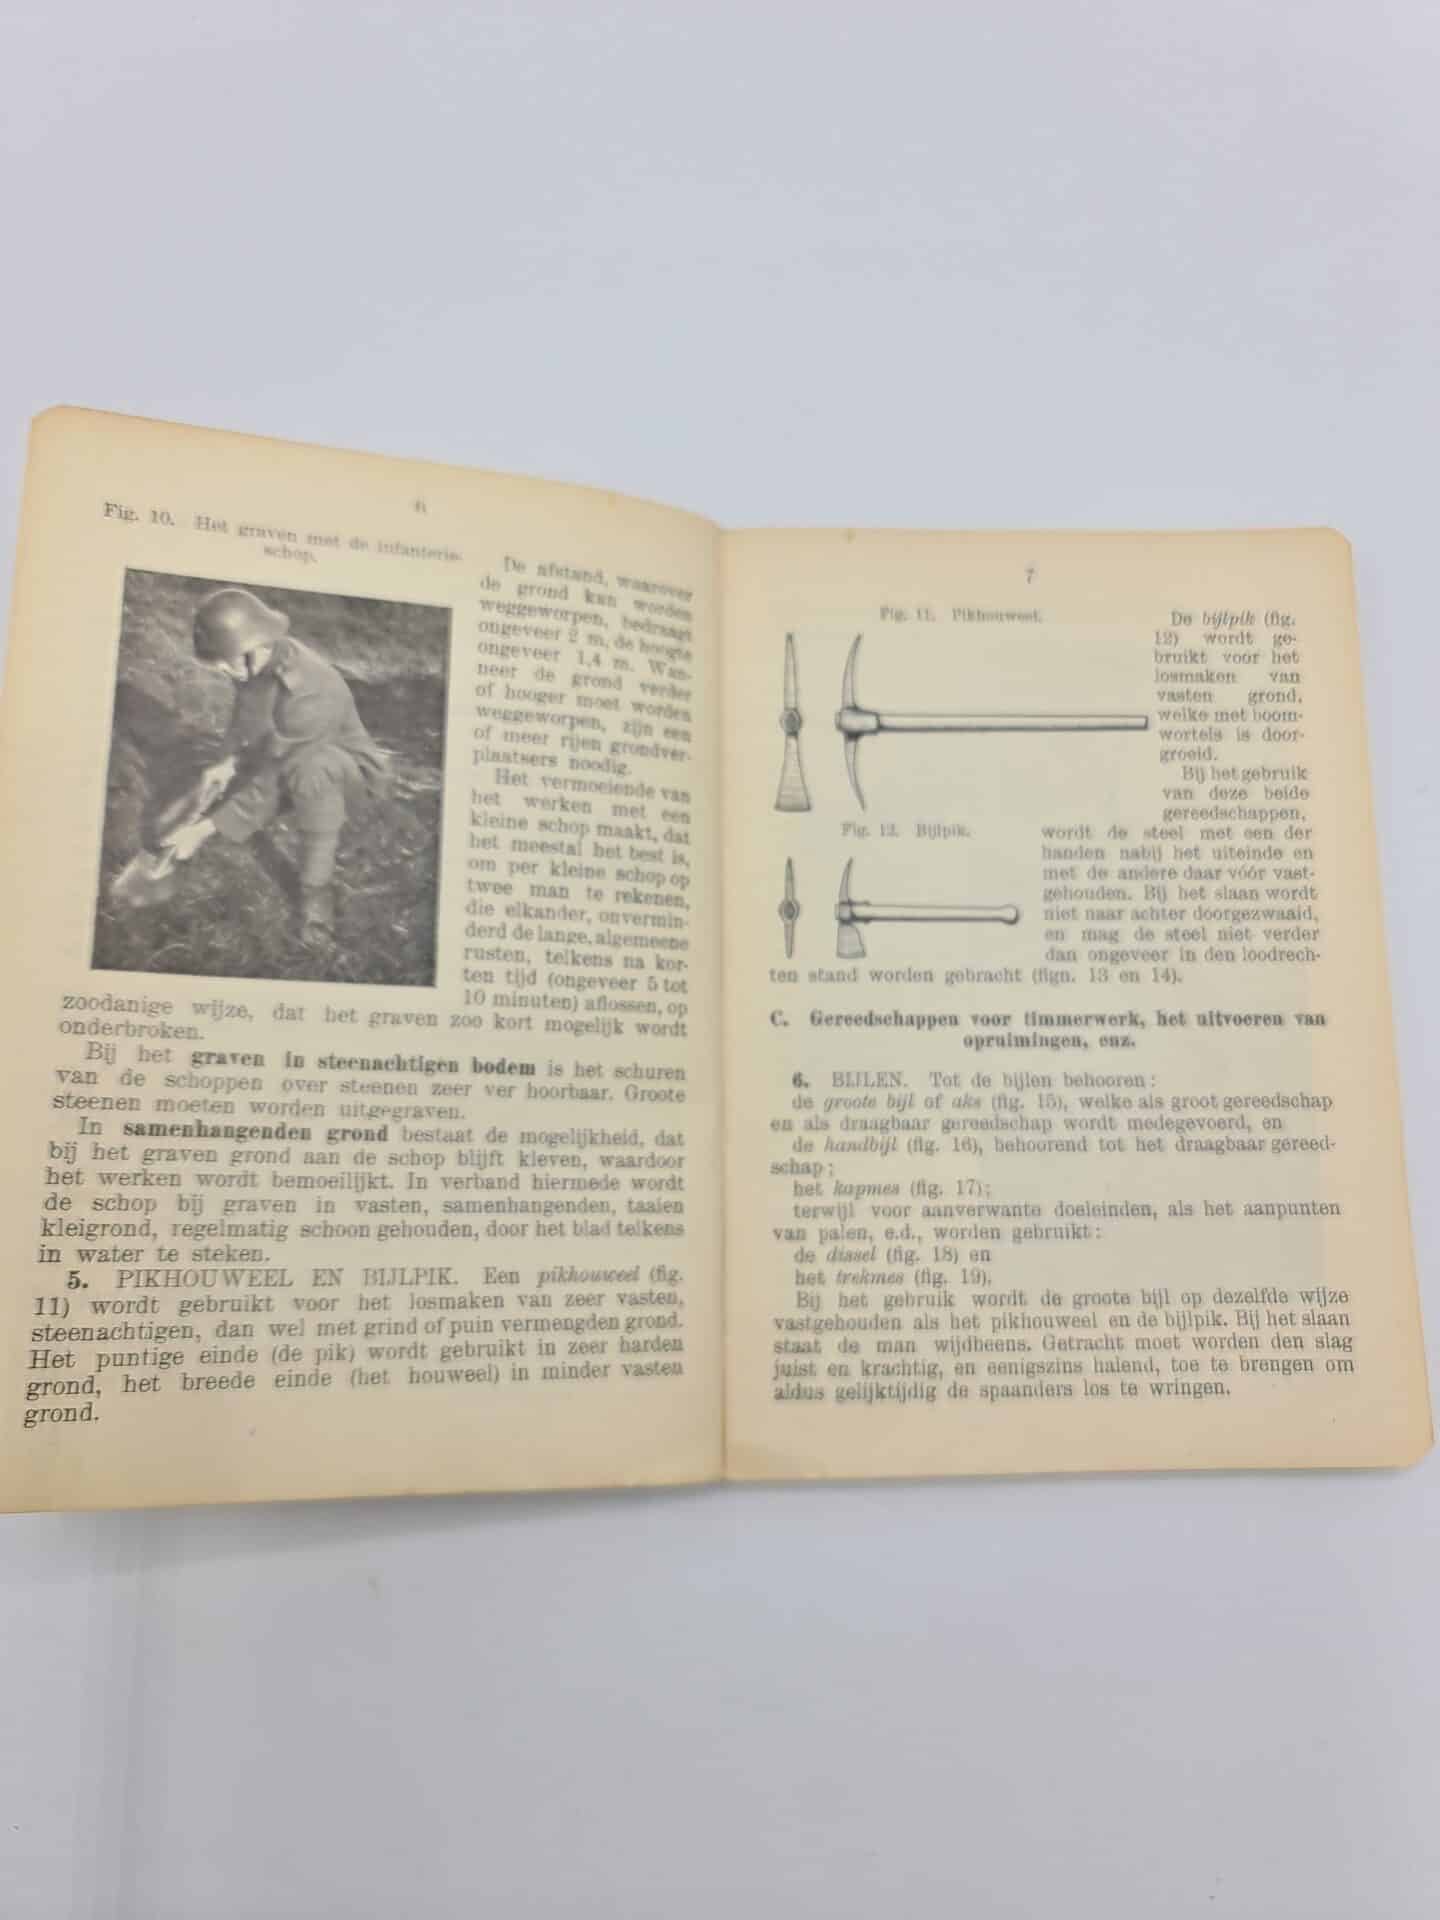 6
Fig. 10. Het graven met de infanterie-
schop.
De afstand, waarover
de grond kan worden
weggeworpen, bedraagt
ongeveer 2 m, de hoogte
ongeveer 1,4 m. Wan-
neer de grond verder
of hooger moet worden
weggeworpen, zijn een
of meer rijen grondver-
plaatsers noodig.
Het vermoeiende van
het werken met een
kleine schop maakt, dat
het meestal het best is,
om per kleine schop op
twee man te rekenen,
die elkander, onvermin-
derd de lange, algemeene
rusten, telkens na kor-
ten tijd (ongeveer 5 tot
10 minuten) aflossen, op
zoodanige wijze, dat het graven zoo kort mogelijk wordt
onderbroken.
Bij het graven in steenachtigen bodem is het schuren
van de schoppen over steenen zeer ver hoorbaar. Groote
steenen moeten worden uitgegraven.
In samenhangenden grond bestaat de mogelijkheid, dat
bij het graven grond aan de schop blijft kleven, waardoor
het werken wordt bemoeilijkt. In verband hiermede wordt
de schop bij graven in vasten, samenhangenden, taaien
kleigrond, regelmatig schoon gehouden, door het blad telkens
in water te steken.
5. PIKHOUWEEL EN BIJLPIK. Een pikhouweel (fig.
11) wordt gebruikt voor het losmaken van zeer vasten,
steenachtigen, dan wel met grind of puin vermengden grond.
Het puntige einde (de pik) wordt gebruikt in zeer harden
grond, het breede einde (het houweel) in minder vasten
grond.
7
Fig. 11. Pikhouweel.
De bijlpik (fig.
12) wordt ge-
bruikt voor het
losmaken van
vasten grond,
welke met boom-
wortels is door-
groeid.
Bij het gebruik
van deze beide
gereedschappen,
Fig. 12. Bijlpik.
wordt de steel met een der
handen nabij het uiteinde en
met de andere daar vóór vast-
gehouden. Bij het slaan wordt
niet naar achter doorgezwaaid,
en mag de steel niet verder
dan ongeveer in den loodrech-
ten stand worden gebracht (fign. 13 en 14).
C. Gereedschappen voor timmerwerk, het uitvoeren van
opruimingen, enz.
6. BIJLEN. Tot de bijlen behooren:
de groote bijl of aks (fig. 15), welke als groot gereedschap
en als draagbaar gereedschap wordt medegevoerd, en
de handbijl (fig. 16), behoorend tot het draagbaar gereed-
schap;
het kapmes (fig. 17);
terwijl voor aanverwante doeleinden, als het aanpunten
van palen, e.d., worden gebruikt:
de dissel (fig. 18) en
het trekmes (fig. 19).
Bij het gebruik wordt de groote bijl op dezelfde wijze
vastgehouden als het pikhouweel en de bijlpik. Bij het slaan
staat de man wijdbeens. Getracht moet worden den slag
juist en krachtig, en eenigszins halend, toe te brengen om
aldus gelijktijdig de spaanders los te wringen.